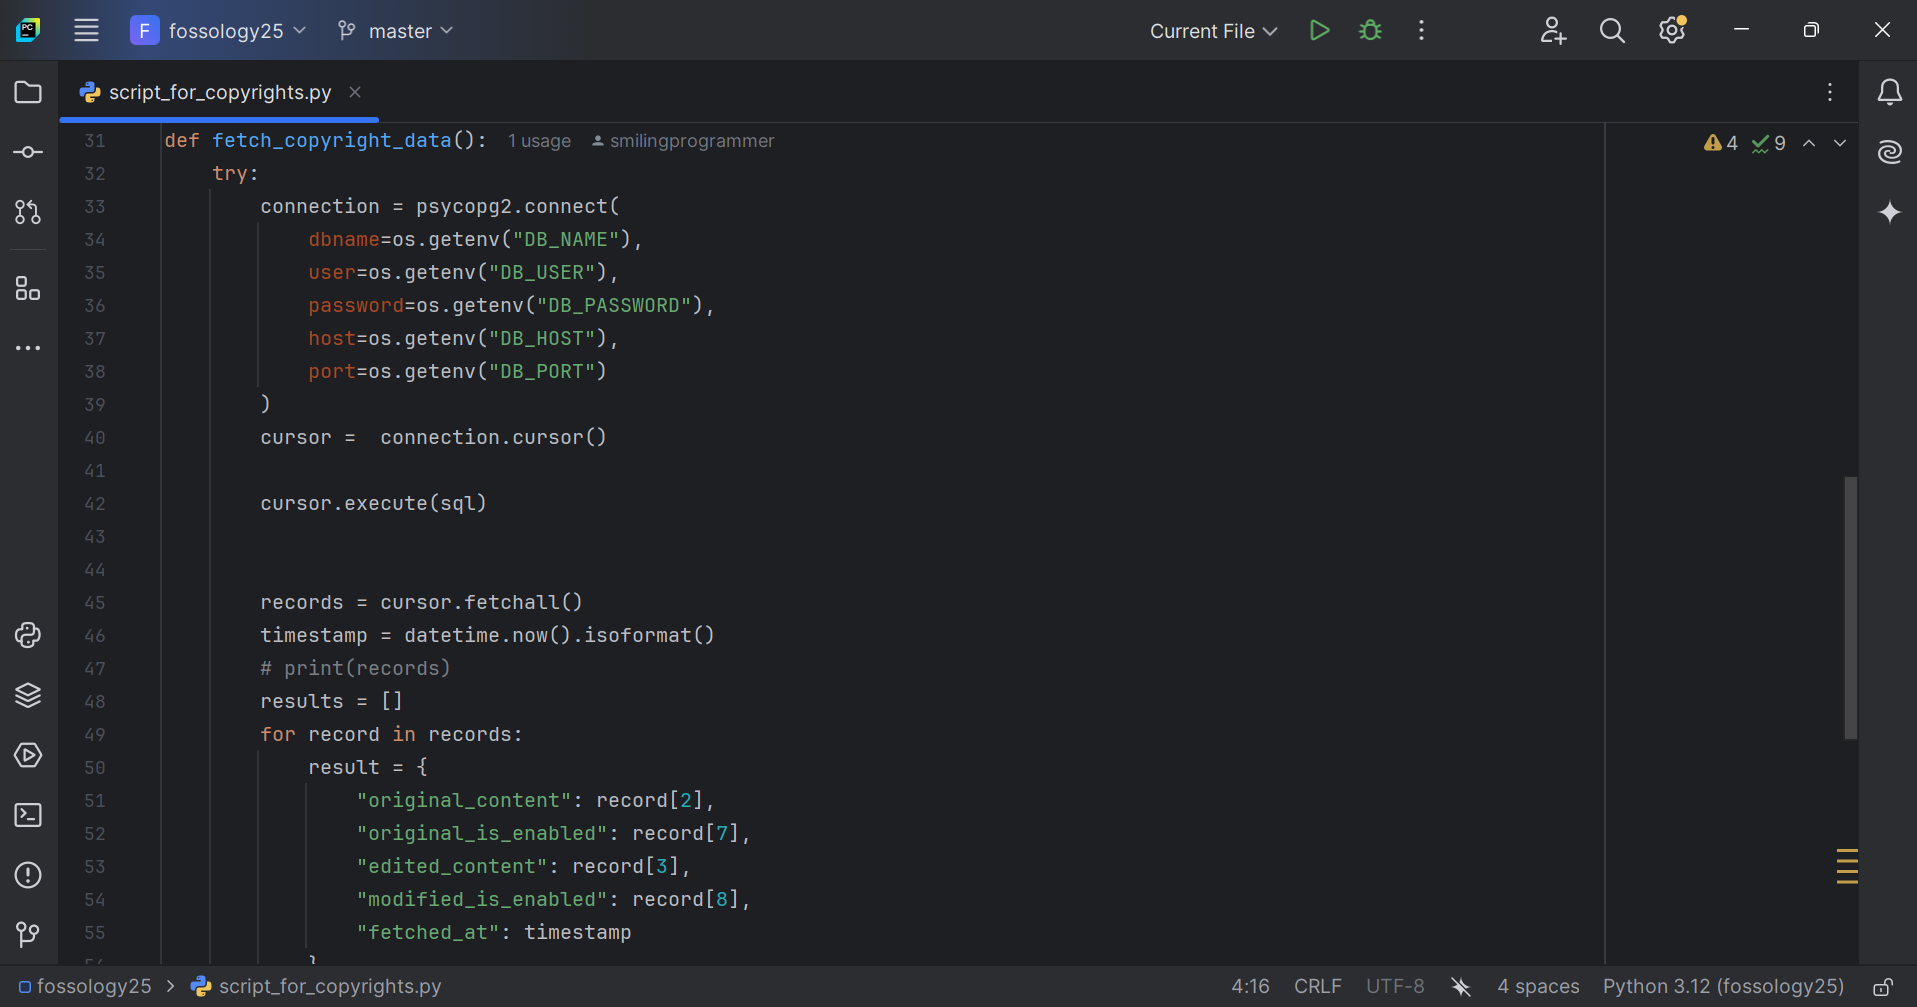 PC
F fossology25 master Current File
script_for_copyrights.py
31 def fetch_copyright_data(): 1 usage smilingprogrammer 4 9
32 try:
33 connection = psycopg2.connect(
34 dbname=os.getenv("DB_NAME"),
35 user=os.getenv("DB_USER"),
36 password=os.getenv("DB_PASSWORD"),
37 host=os.getenv("DB_HOST"),
38 port=os.getenv("DB_PORT")
39 )
40 cursor =  connection.cursor()
41
42 cursor.execute(sql)
43
44
45 records = cursor.fetchall()
46 timestamp = datetime.now().isoformat()
47 # print(records)
48 results = []
49 for record in records:
50 result = {
51 "original_content": record[2],
52 "original_is_enabled": record[7],
53 "edited_content": record[3],
54 "modified_is_enabled": record[8],
55 "fetched_at": timestamp
fossology25 > script_for_copyrights.py 4:16 CRLF UTF-8 4 spaces Python 3.12 (fossology25)